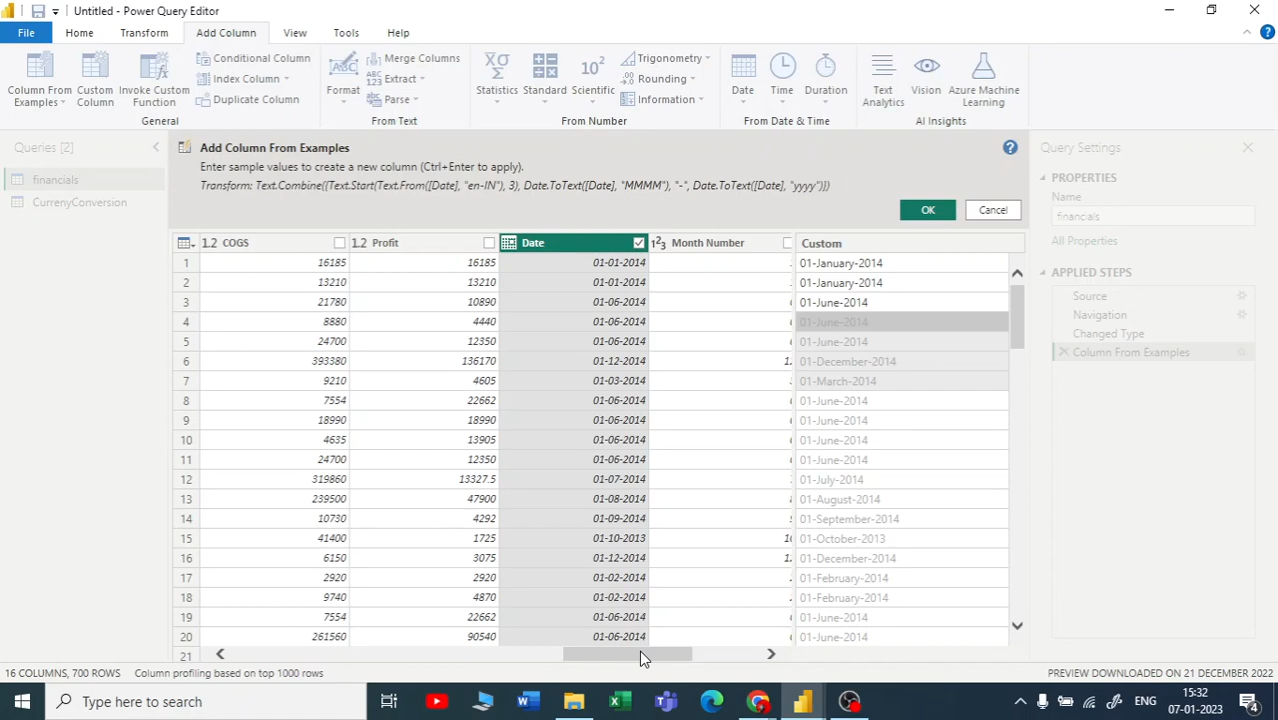 Untitled - Power Query Editor
File Home Transform Add Column View Tools Help
Column From Examples
Custom Column
Invoke Custom Function
Conditional Column
Index Column
Duplicate Column
General
Format
Merge Columns
Extract
Parse
From Text
Statistics
Standard
Scientific
Trigonometry
Rounding
Information
From Number
Date
Time
Duration
From Date & Time
Text Analytics
Vision
Azure Machine Learning
AI Insights
Queries [2]
financials
CurrenyConversion
Add Column From Examples
Enter sample values to create a new column (Ctrl+Enter to apply).
Transform: Text.Combine({Text.Start(Text.From([Date], "en-IN"), 3), Date.ToText([Date], "MMMM"), "-", Date.ToText([Date], "yyyy")})
OK Cancel
1.2 COGS 1.2 Profit Date 123 Month Number Custom
1 16185 16185 01-01-2014 01-January-2014
2 13210 13210 01-01-2014 01-January-2014
3 21780 10890 01-06-2014 01-June-2014
4 8880 4440 01-06-2014 01-June-2014
5 24700 12350 01-06-2014 01-June-2014
6 393380 136170 01-12-2014 12 01-December-2014
7 9210 4605 01-03-2014 01-March-2014
8 7554 22662 01-06-2014 01-June-2014
9 18990 18990 01-06-2014 01-June-2014
10 4635 13905 01-06-2014 01-June-2014
11 24700 12350 01-06-2014 01-June-2014
12 319860 13327.5 01-07-2014 01-July-2014
13 239500 47900 01-08-2014 01-August-2014
14 10730 4292 01-09-2014 01-September-2014
15 41400 1725 01-10-2013 10 01-October-2013
16 6150 3075 01-12-2014 12 01-December-2014
17 2920 2920 01-02-2014 01-February-2014
18 9740 4870 01-02-2014 01-February-2014
19 7554 22662 01-06-2014 01-June-2014
20 261560 90540 01-06-2014 01-June-2014
21
Query Settings
PROPERTIES
Name
financials
All Properties
APPLIED STEPS
Source
Navigation
Changed Type
Column From Examples
16 COLUMNS, 700 ROWS Column profiling based on top 1000 rows PREVIEW DOWNLOADED ON 21 DECEMBER 2022
Type here to search
ENG
15:32
07-01-2023
4